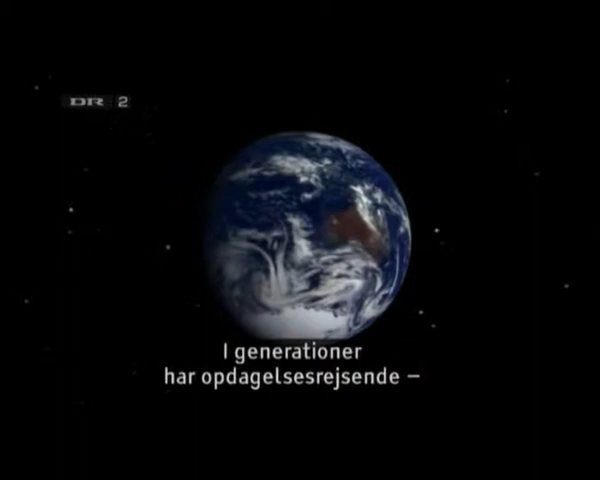 DR 2
I generationer
har opdagelsesrejsende –